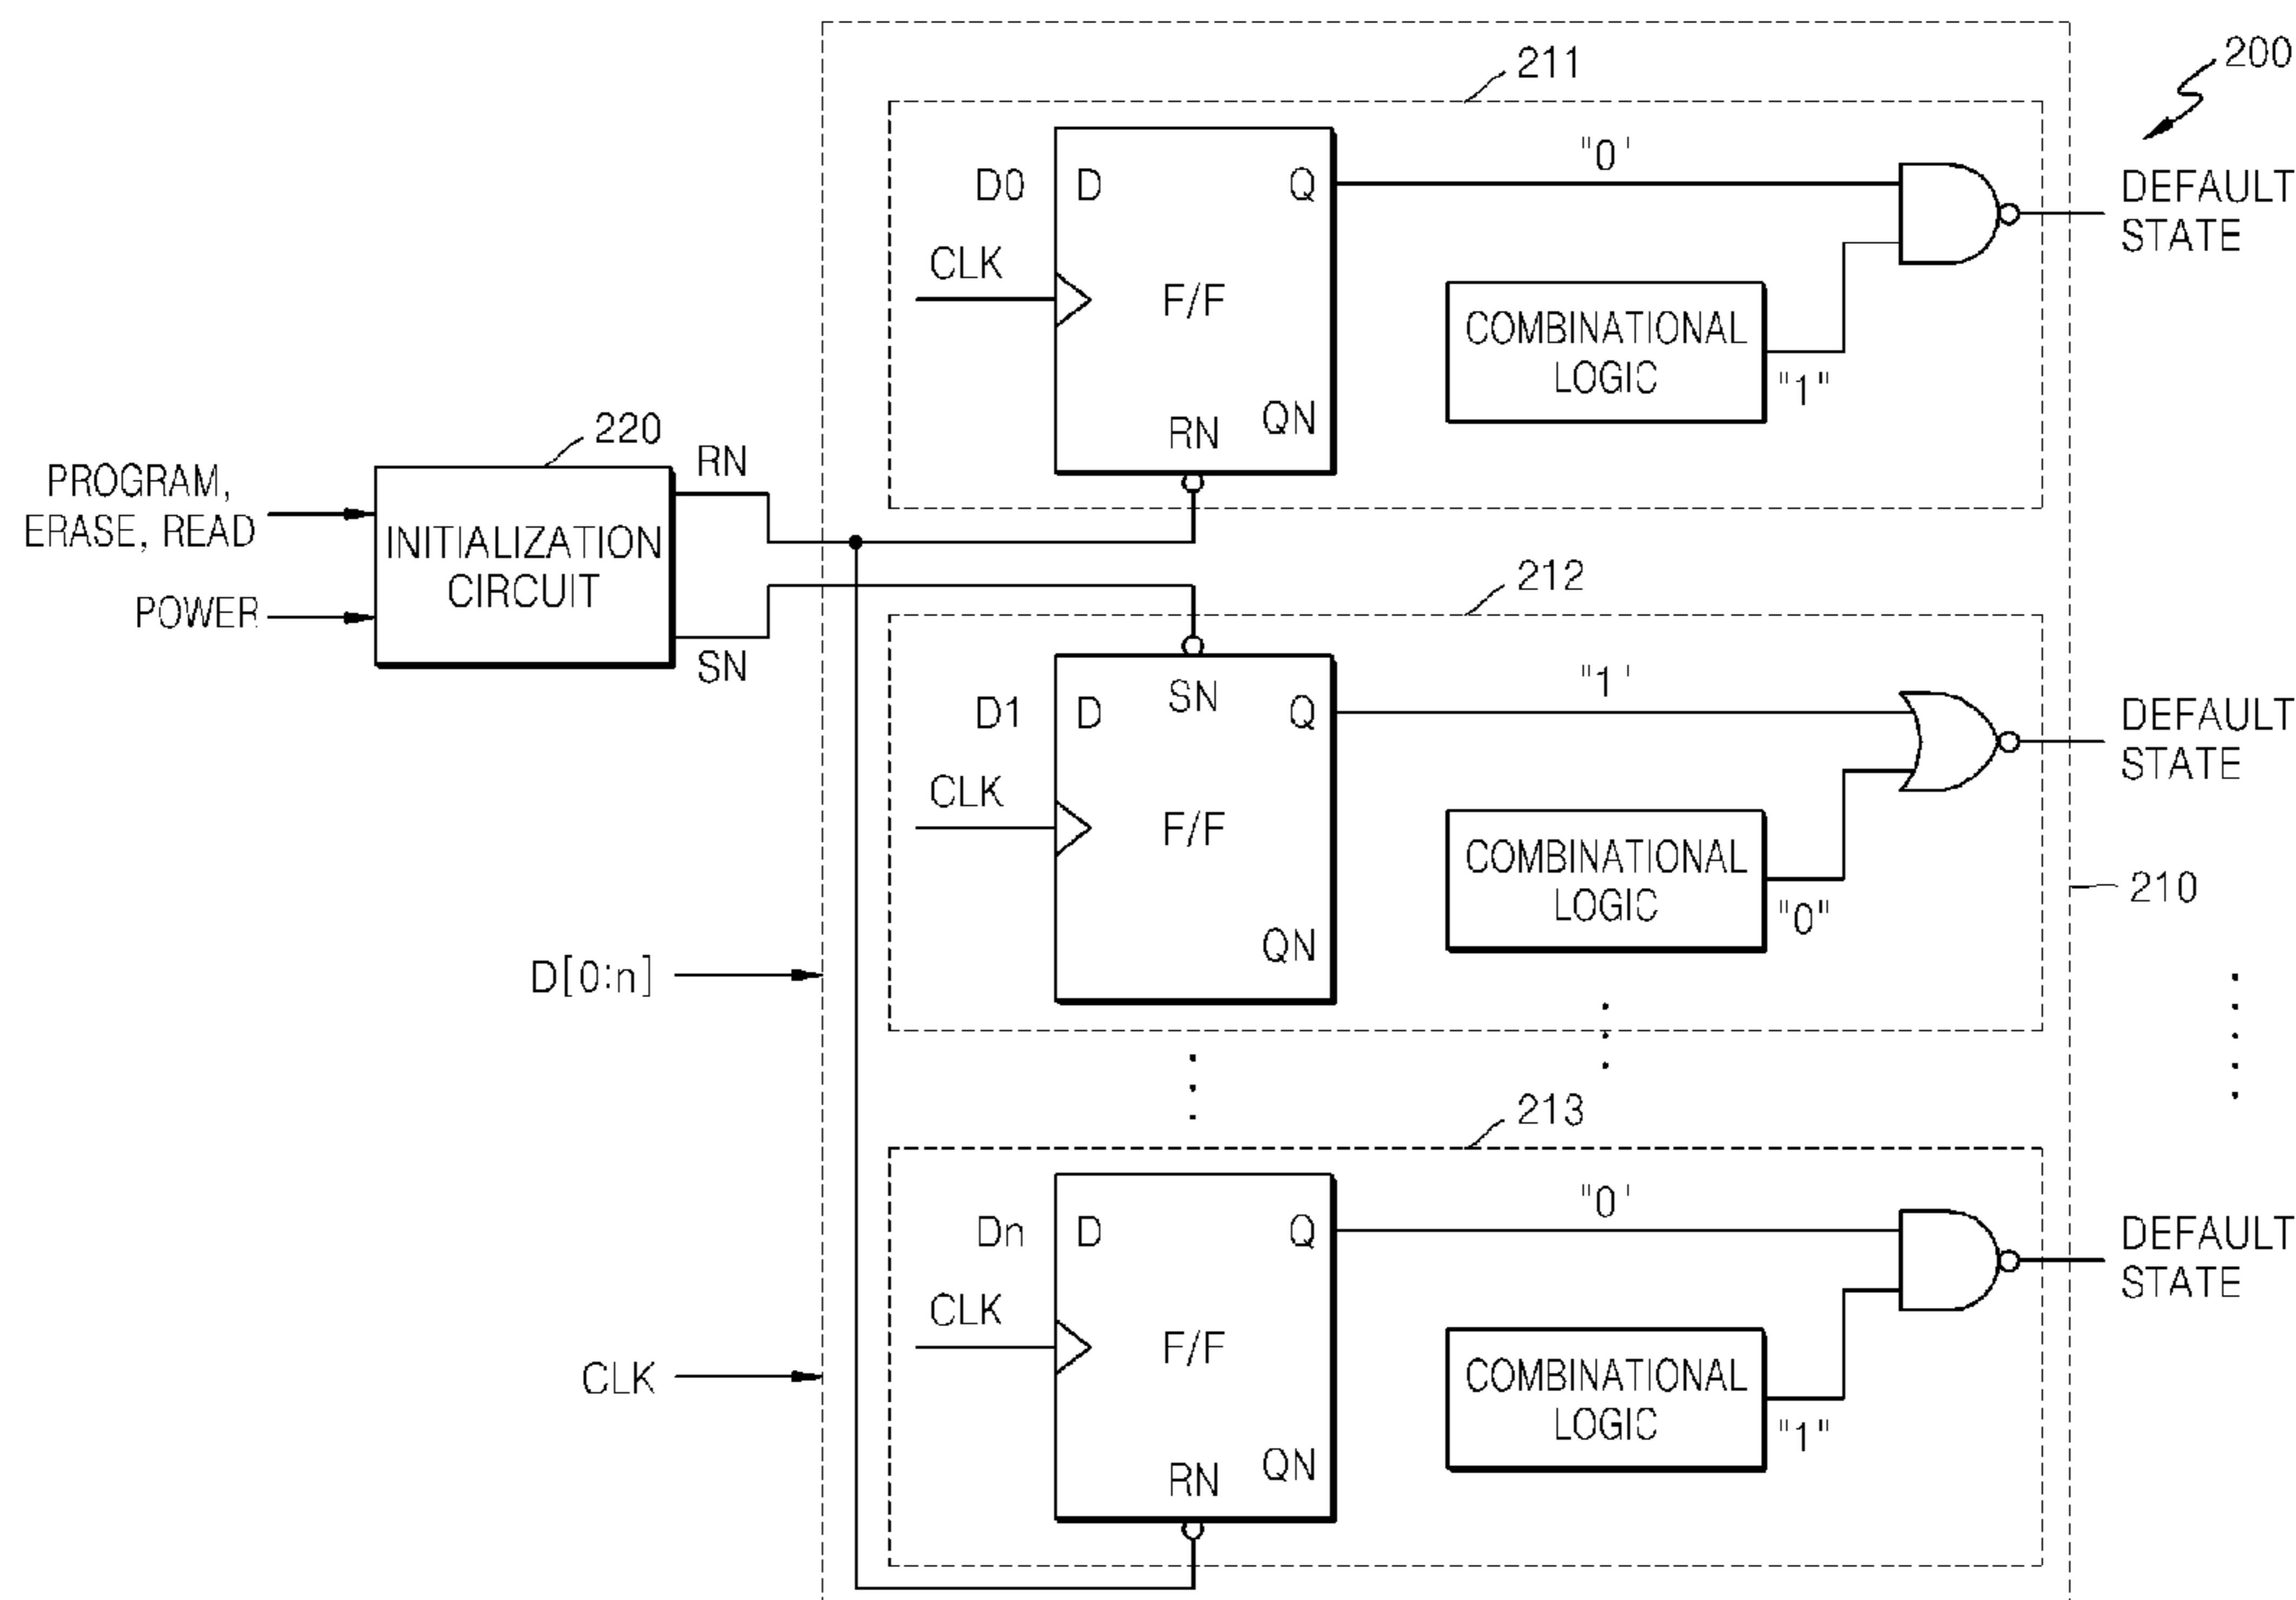 200
211
D0
D
Q
"0'
DEFAULT
STATE
CLK
F/F
COMBINATIONAL
LOGIC
"1"
RN
QN
220
PROGRAM,
ERASE, READ
POWER
INITIALIZATION
CIRCUIT
RN
SN
212
D1
D
SN
Q
"1'
DEFAULT
STATE
CLK
F/F
COMBINATIONAL
LOGIC
"0"
QN
210
D[0:n]
213
Dn
D
Q
"0'
DEFAULT
STATE
CLK
F/F
COMBINATIONAL
LOGIC
"1"
RN
QN
CLK